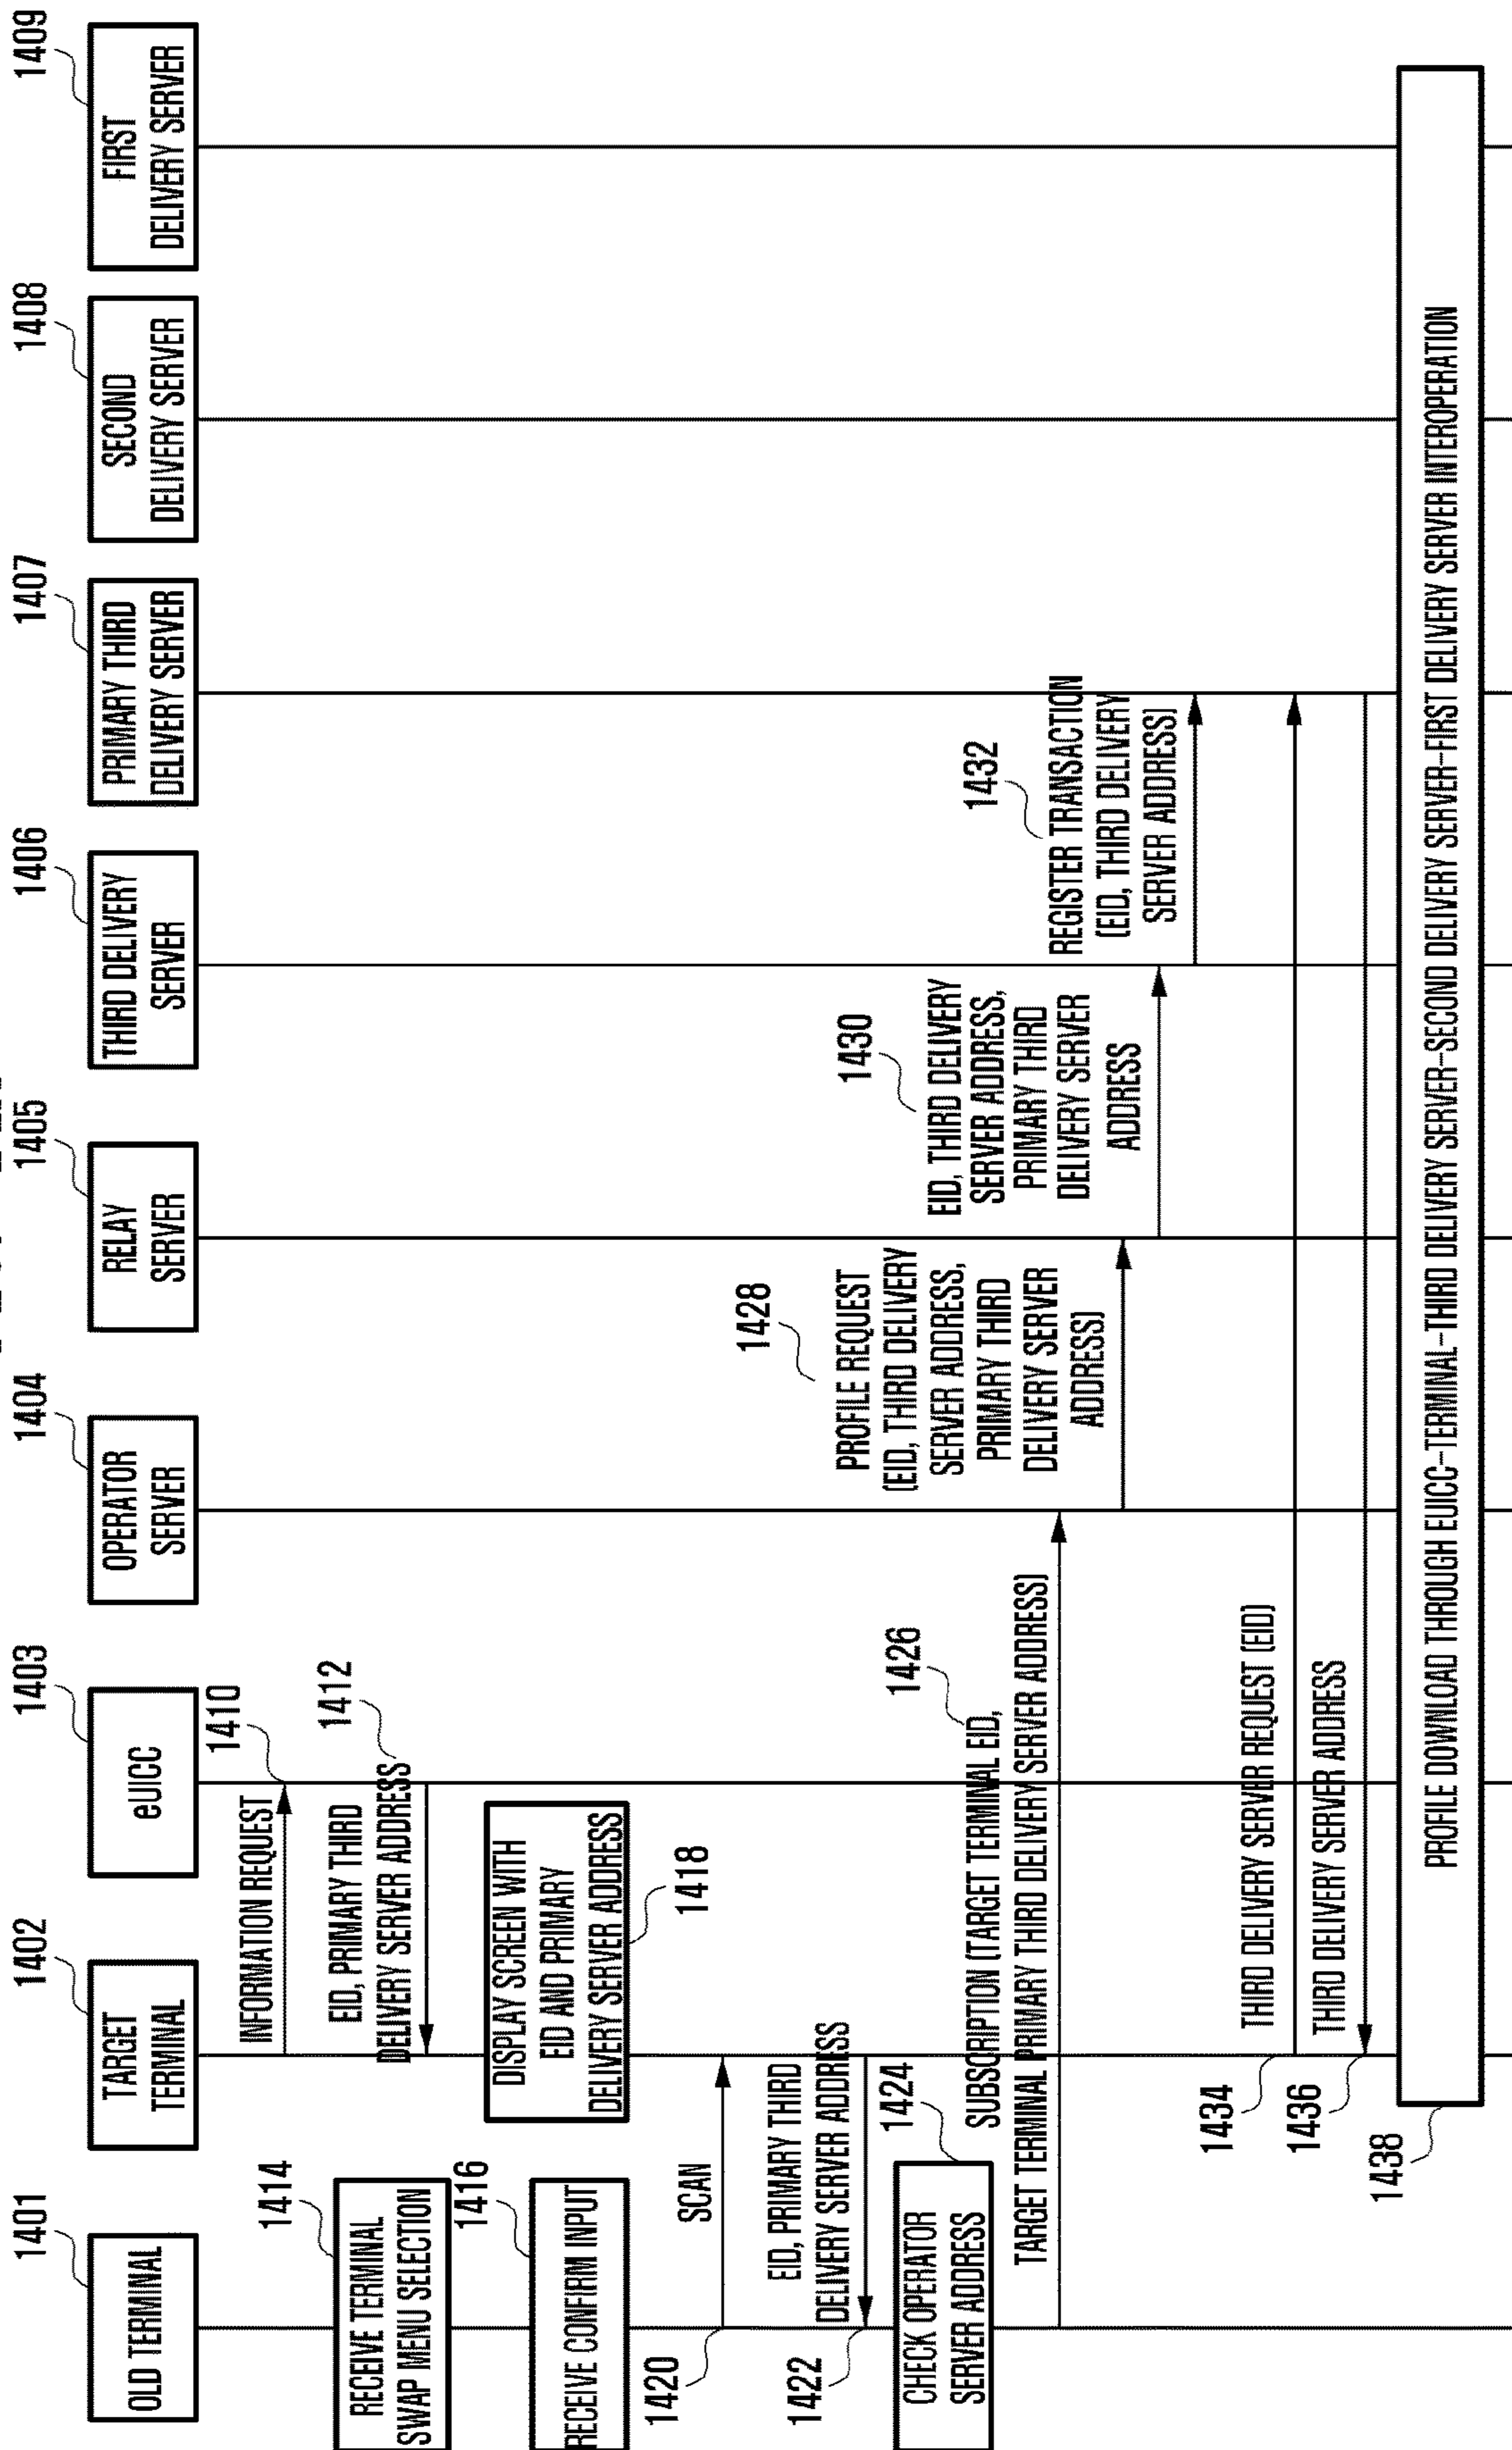 1401
OLD TERMINAL
1402
TARGET
TERMINAL
1403
eUICC
1404
OPERATOR
SERVER
1405
RELAY
SERVER
1406
THIRD DELIVERY
SERVER
1407
PRIMARY THIRD
DELIVERY SERVER
1408
SECOND
DELIVERY SERVER
1409
FIRST
DELIVERY SERVER
INFORMATION REQUEST
1410
EID, PRIMARY THIRD
DELIVERY SERVER ADDRESS
1412
1414
RECEIVE TERMINAL
SWAP MENU SELECTION
1416
RECEIVE CONFIRM INPUT
DISPLAY SCREEN WITH
EID AND PRIMARY
DELIVERY SERVER ADDRESS
1418
1420
SCAN
1422
EID, PRIMARY THIRD
DELIVERY SERVER ADDRESS
1424
CHECK OPERATOR
SERVER ADDRESS
1426
SUBSCRIPTION (TARGET TERMINAL EID,
TARGET TERMINAL PRIMARY THIRD DELIVERY SERVER ADDRESS)
1428
PROFILE REQUEST
(EID, THIRD DELIVERY
SERVER ADDRESS,
PRIMARY THIRD
DELIVERY SERVER
ADDRESS)
1430
EID, THIRD DELIVERY
SERVER ADDRESS,
PRIMARY THIRD
DELIVERY SERVER
ADDRESS
1432
REGISTER TRANSACTION
(EID, THIRD DELIVERY
SERVER ADDRESS)
1434
THIRD DELIVERY SERVER REQUEST (EID)
1436
THIRD DELIVERY SERVER ADDRESS
1438
PROFILE DOWNLOAD THROUGH EUICC-TERMINAL-THIRD DELIVERY SERVER-SECOND DELIVERY SERVER-FIRST DELIVERY SERVER INTEROPERATION